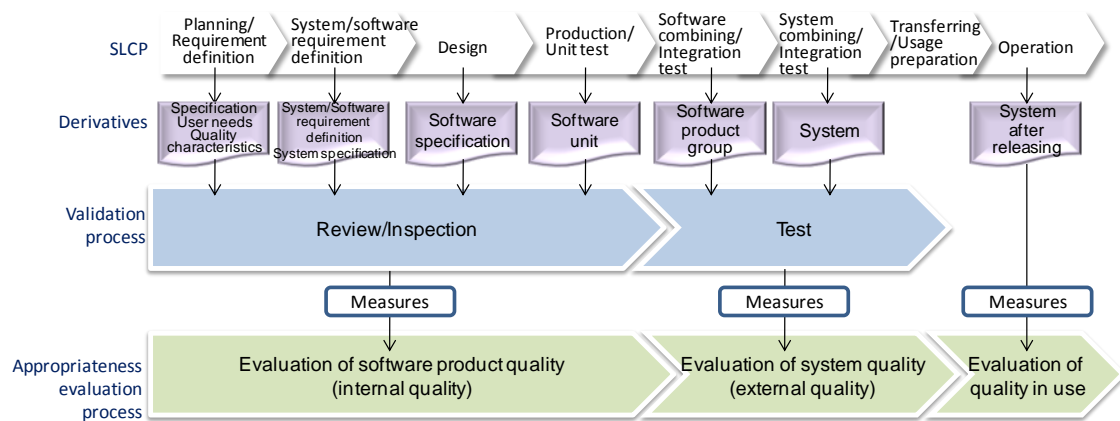 SLCP
Planning/
Requirement
definition
System/software
requirement
definition
Design
Production/
Unit test
Software
combining/
Integration
test
System
combining/
Integration
test
Transferring
/Usage
preparation
Operation
Derivatives
Specification
User needs
Quality
characteristics
System/Software
requirement
definition
System specification
Software
specification
Software
unit
Software
product
group
System
System
after
releasing
Validation
process
Review/Inspection
Test
Measures
Measures
Measures
Appropriateness
evaluation
process
Evaluation of software product quality
(internal quality)
Evaluation of system quality
(external quality)
Evaluation of
quality in use